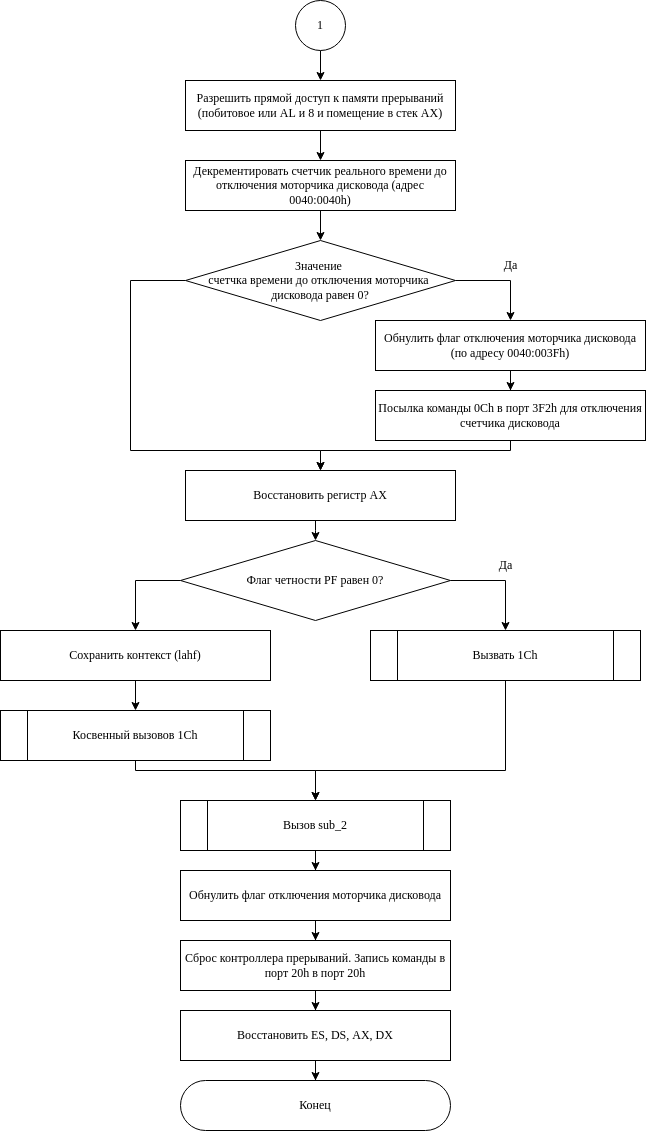 1
Разрешить прямой доступ к памяти прерываний
(побитовое или AL и 8 и помещение в стек AX)
Декрементировать счетчик реального времени до
отключения моторчика дисковода (адрес
0040:0040h)
Значение
счетчка времени до отключения моторчика
дисковода равен 0?
Да
Обнулить флаг отключения моторчика дисковода
(по адресу 0040:003Fh)
Посылка команды 0Ch в порт 3F2h для отключения
счетчика дисковода
Восстановить регистр AX
Флаг четности PF равен 0?
Да
Сохранить контекст (lahf)
Вызвать 1Ch
Косвенный вызовов 1Ch
Вызов sub_2
Обнулить флаг отключения моторчика дисковода
Сброс контроллера прерываний. Запись команды в
порт 20h в порт 20h
Восстановить ES, DS, AX, DX
Конец